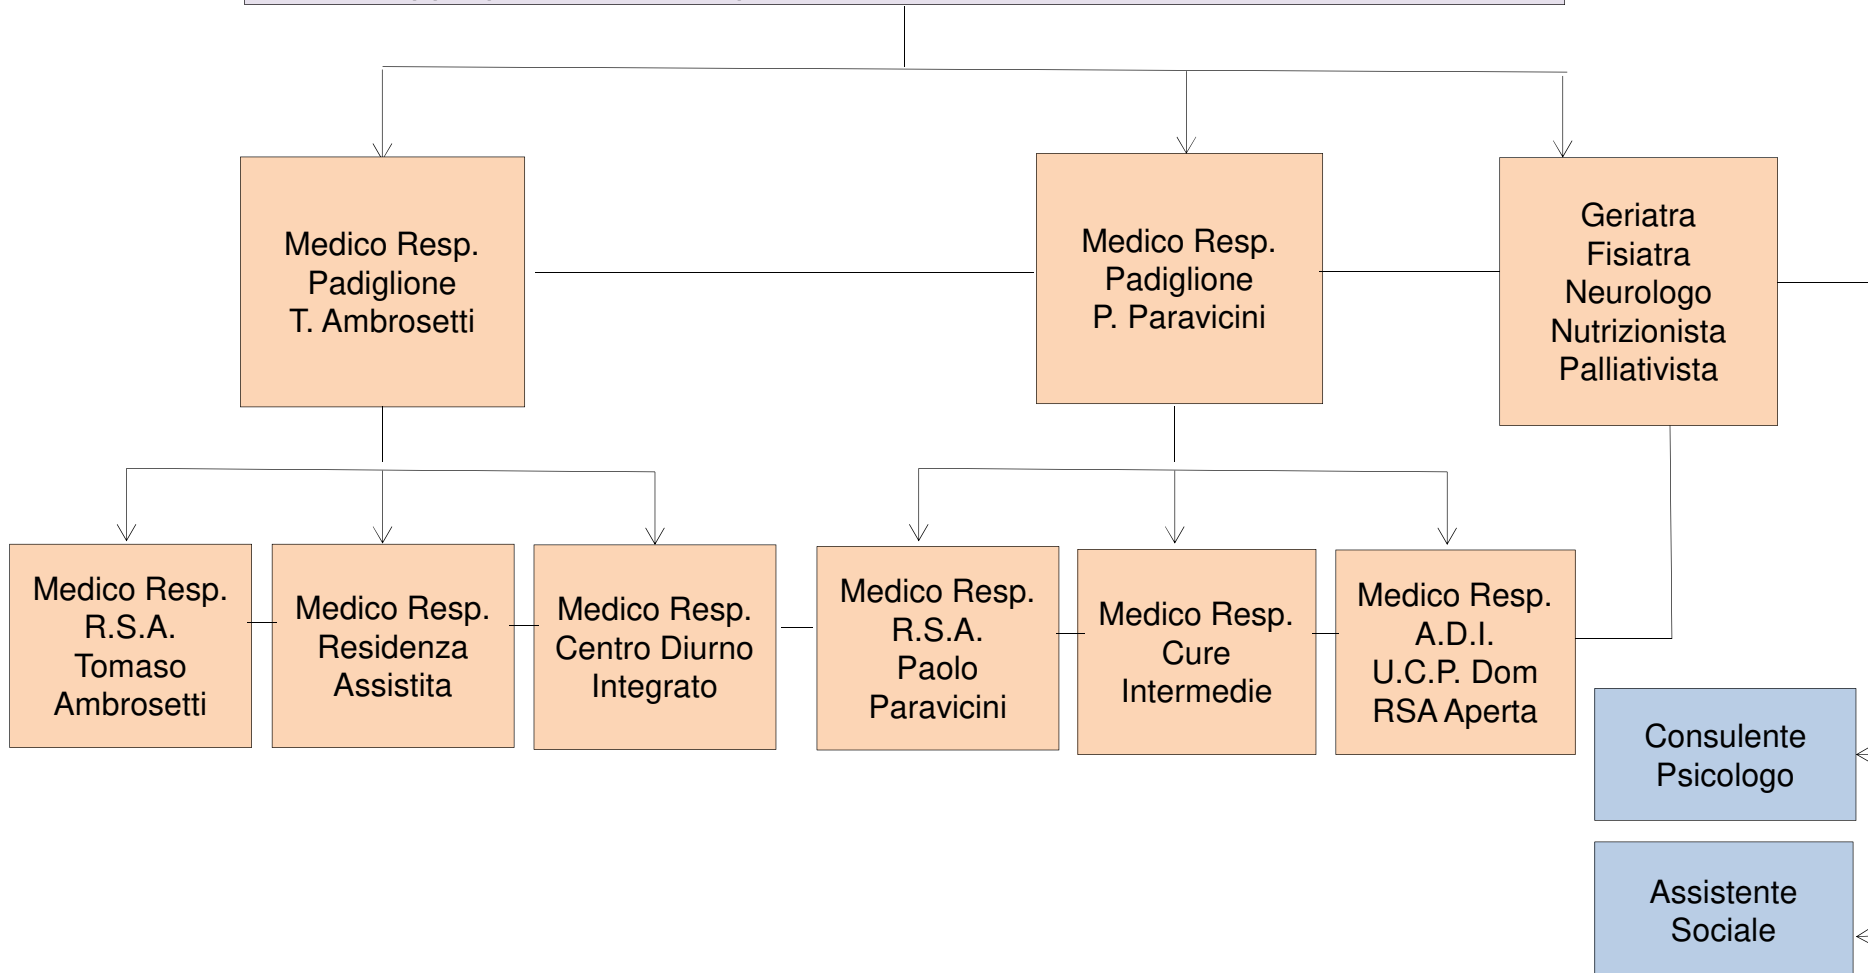 Medico Resp.
Padiglione
T. Ambrosetti
Medico Resp.
Padiglione
P. Paravicini
Geriatra
Fisiatra
Neurologo
Nutrizionista
Palliativista
Medico Resp.
R.S.A.
Tomaso
Ambrosetti
Medico Resp.
Residenza
Assistita
Medico Resp.
Centro Diurno
Integrato
Medico Resp.
R.S.A.
Paolo
Paravicini
Medico Resp.
Cure
Intermedie
Medico Resp.
A.D.I.
U.C.P. Dom
RSA Aperta
Consulente
Psicologo
Assistente
Sociale